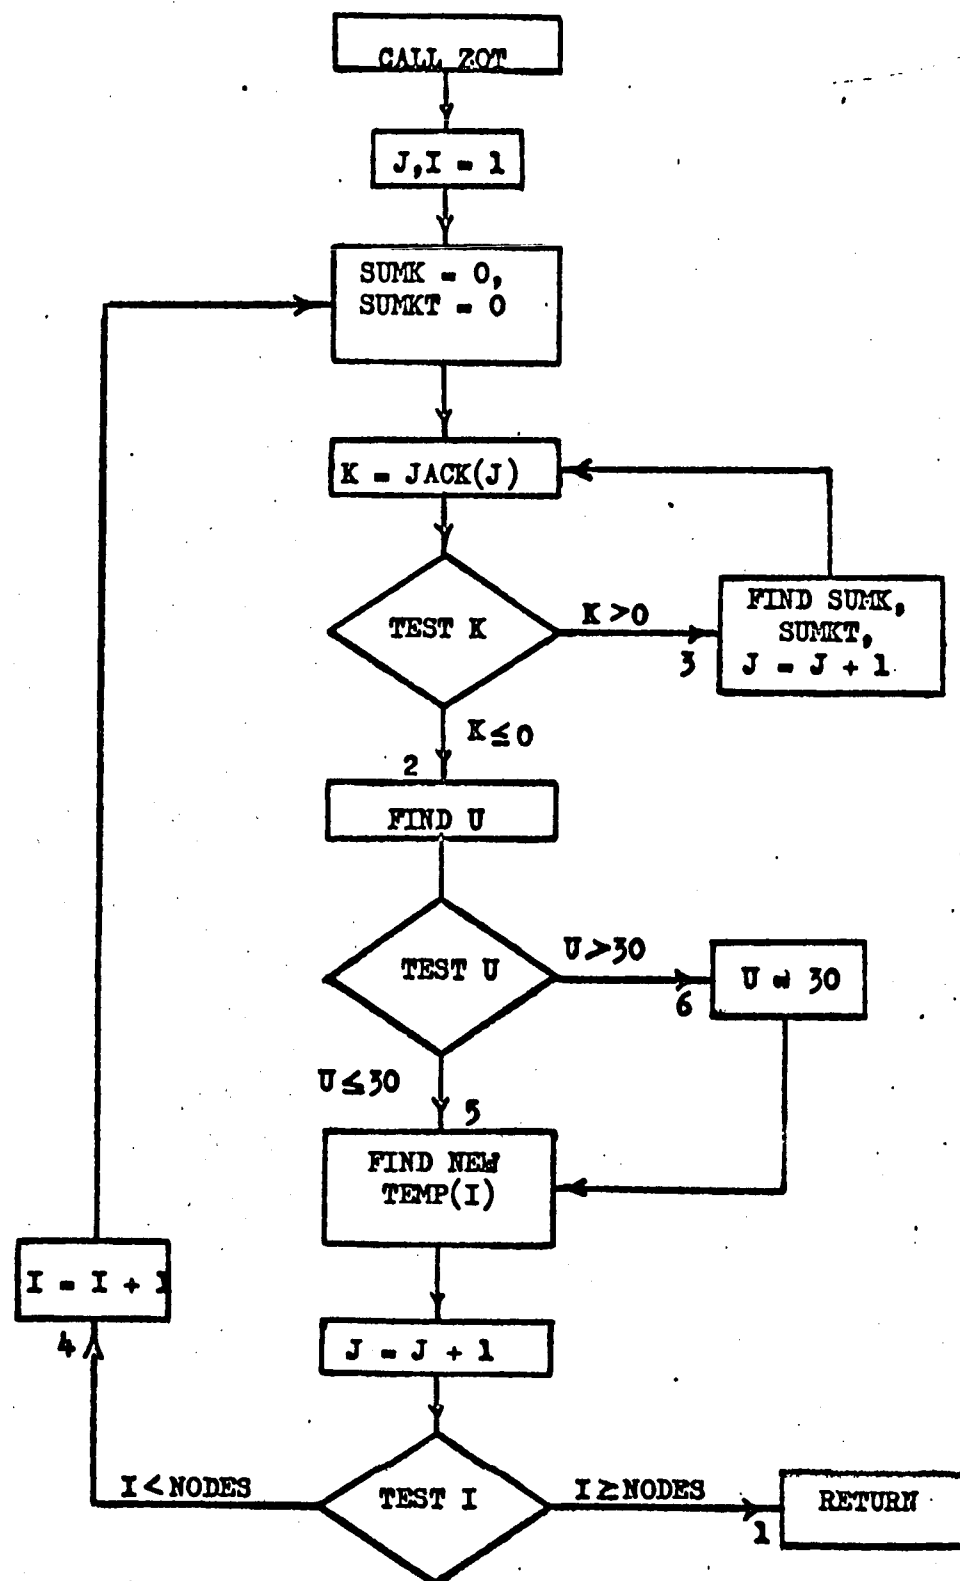 CALL ZOT
J,I = 1
SUMK = 0,
SUMKT = 0
K = JACK(J)
TEST K
K>0
3
FIND SUMK,
SUMKT,
J = J + 1
K≤0
2
FIND U
TEST U
U>30
6
U = 30
U≤30
5
FIND NEW
TEMP(I)
I = I + 1
4
J = J + 1
I<NODES
TEST I
I≥NODES
1
RETURN